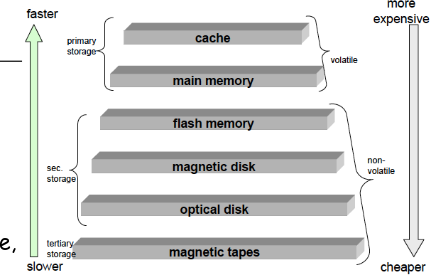 faster
more
expensive
primary
storage
cache
main memory
volatile
flash memory
sec.
storage
magnetic disk
non-
volatile
optical disk
e,
tertiary
storage
magnetic tapes
slower
cheaper